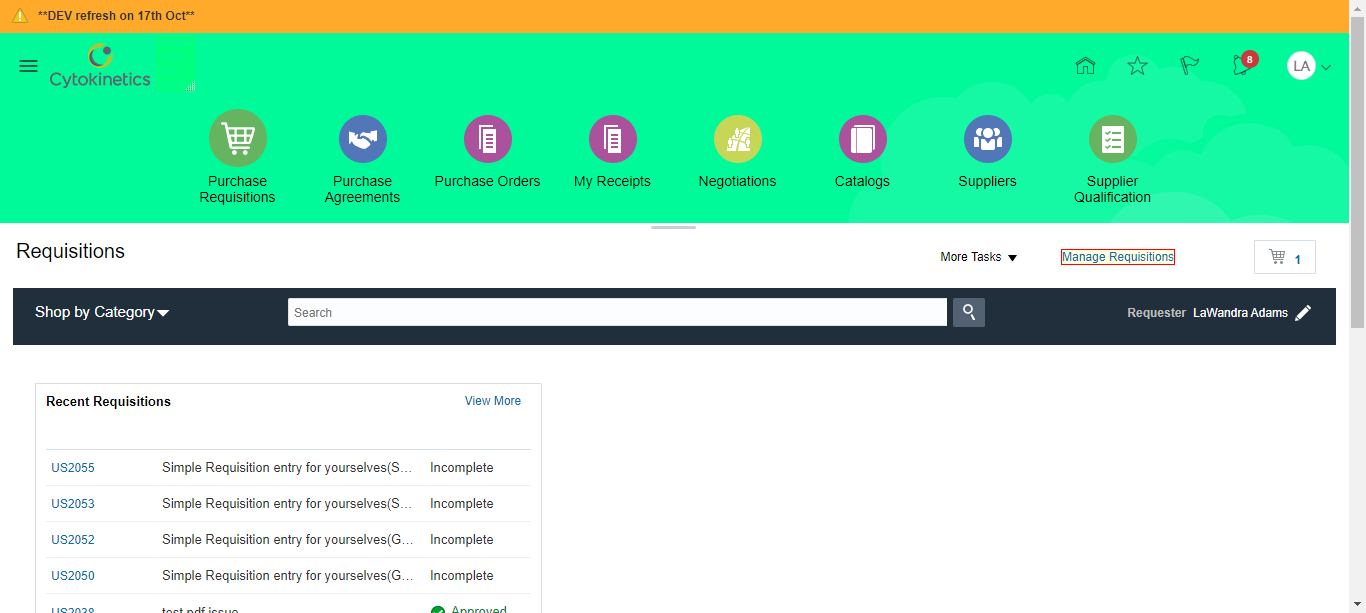 **DEV refresh on 17th Oct**
Cytokinetics
8
LA
Purchase Requisitions
Purchase Agreements
Purchase Orders
My Receipts
Negotiations
Catalogs
Suppliers
Supplier Qualification
Requisitions
More Tasks
Manage Requisitions
1
Shop by Category
Search
Requester LaWandra Adams
Recent Requisitions
View More
US2055 Simple Requisition entry for yourselves(S... Incomplete
US2053 Simple Requisition entry for yourselves(S... Incomplete
US2052 Simple Requisition entry for yourselves(G... Incomplete
US2050 Simple Requisition entry for yourselves(G... Incomplete
US2038 test pdf issue Approved